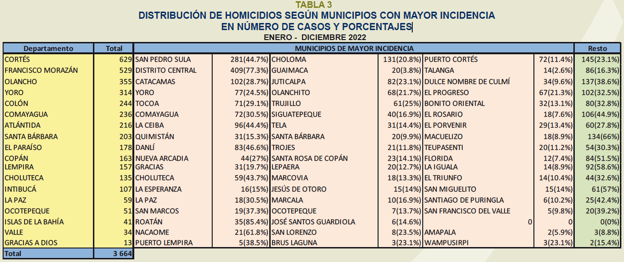 TABLA 3
DISTRIBUCIÓN DE HOMICIDIOS SEGÚN MUNICIPIOS CON MAYOR INCIDENCIA
EN NÚMERO DE CASOS Y PORCENTAJES
ENERO - DICIEMBRE 2022
Departamento Total MUNICIPIOS DE MAYOR INCIDENCIA Resto
CORTÉS 629 SAN PEDRO SULA 281(44.7%) CHOLOMA 131(20.8%) PUERTO CORTÉS 72(11.4%) 145(23.1%)
FRANCISCO MORAZÁN 529 DISTRITO CENTRAL 409(77.3%) GUAIMACA 20(3.8%) TALANGA 14(2.6%) 86(16.3%)
OLANCHO 355 CATACAMAS 102(28.7%) JUTICALPA 82(23.1%) DULCE NOMBRE DE CULMÍ 34(9.6%) 137(38.6%)
YORO 314 YORO 77(24.5%) OLANCHITO 68(21.7%) EL PROGRESO 67(21.3%) 102(32.5%)
COLÓN 244 TOCOA 71(29.1%) TRUJILLO 61(25%) BONITO ORIENTAL 32(13.1%) 80(32.8%)
COMAYAGUA 236 COMAYAGUA 72(30.5%) SIGUATEPEQUE 40(16.9%) EL ROSARIO 18(7.6%) 106(44.9%)
ATLÁNTIDA 216 LA CEIBA 96(44.4%) TELA 31(14.4%) EL PORVENIR 29(13.4%) 60(27.8%)
SANTA BÁRBARA 203 QUIMISTÁN 31(15.3%) SANTA BÁRBARA 20(9.9%) MACUELIZO 18(8.9%) 134(66%)
EL PARAÍSO 178 DANLÍ 83(46.6%) TROJES 21(11.8%) TEUPASENTI 20(11.2%) 54(30.3%)
COPÁN 163 NUEVA ARCADIA 44(27%) SANTA ROSA DE COPÁN 23(14.1%) FLORIDA 12(7.4%) 84(51.5%)
LEMPIRA 157 GRACIAS 31(19.7%) LEPAERA 20(12.7%) LA IGUALA 14(8.9%) 92(58.6%)
CHOLUTECA 135 CHOLUTECA 59(43.7%) MARCOVIA 18(13.3%) EL TRIUNFO 14(10.4%) 44(32.6%)
INTIBUCÁ 107 LA ESPERANZA 16(15%) JESÚS DE OTORO 15(14%) SAN MIGUELITO 15(14%) 61(57%)
LA PAZ 59 LA PAZ 18(30.5%) MARCALA 10(16.9%) SANTIAGO DE PURINGLA 6(10.2%) 25(42.4%)
OCOTEPEQUE 51 SAN MARCOS 19(37.3%) OCOTEPEQUE 7(13.7%) SAN FRANCISCO DEL VALLE 5(9.8%) 20(39.2%)
ISLAS DE LA BAHÍA 41 ROATÁN 35(85.4%) JOSÉ SANTOS GUARDIOLA 6(14.6%) 0 0 0(0%)
VALLE 34 NACAOME 21(61.8%) SAN LORENZO 8(23.5%) AMAPALA 2(5.9%) 3(8.8%)
GRACIAS A DIOS 13 PUERTO LEMPIRA 5(38.5%) BRUS LAGUNA 3(23.1%) WAMPUSIRPI 3(23.1%) 2(15.4%)
Total 3 664